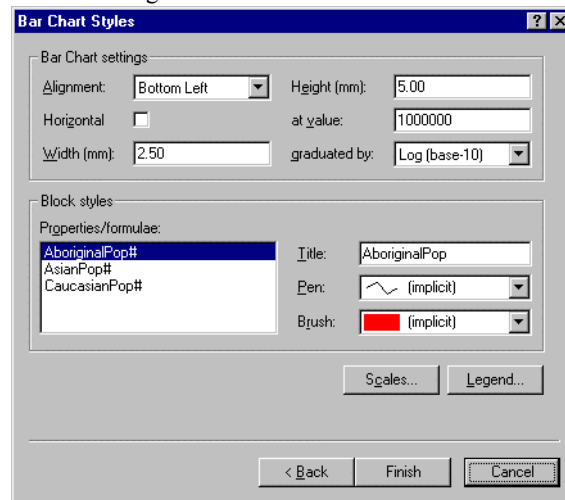 Bar Chart Styles
Bar Chart settings
Alignment: Bottom Left Height (mm): 5.00
Horizontal at value: 1000000
Width (mm): 2.50 graduated by: Log (base-10)
Block styles
Properties/formulae:
AboriginalPop# Title: AboriginalPop
AsianPop#
CaucasianPop# Pen: (implicit)
Brush: (implicit)
Scales... Legend...
< Back Finish Cancel